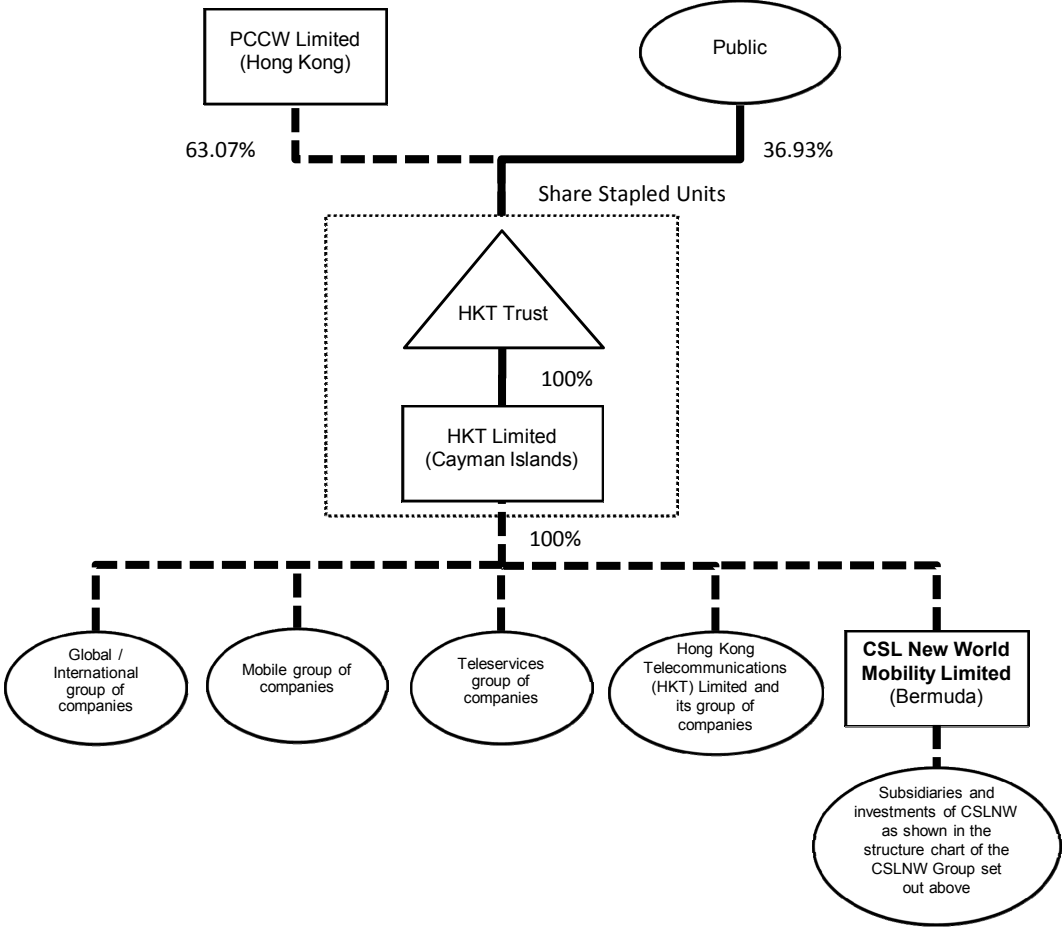 PCCW Limited
(Hong Kong)
Public
63.07%
36.93%
Share Stapled Units
HKT Trust
100%
HKT Limited
(Cayman Islands)
100%
Global /
International
group of
companies
Mobile group of
companies
Teleservices
group of
companies
Hong Kong
Telecommunications
(HKT) Limited and
its group of
companies
CSL New World
Mobility Limited
(Bermuda)
Subsidiaries and
investments of CSLNW
as shown in the
structure chart of the
CSLNW Group set
out above